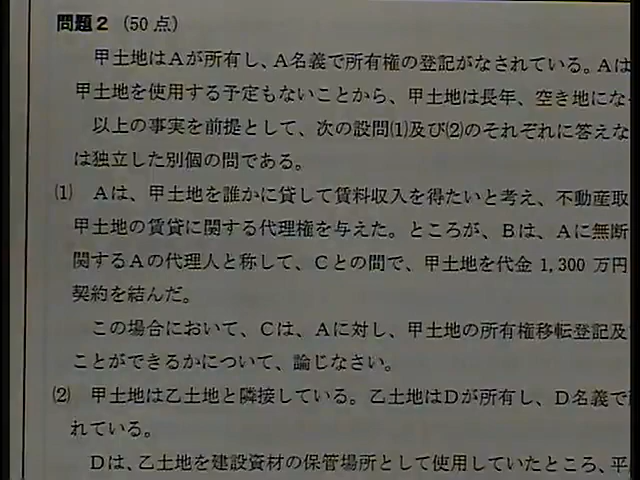 問題2 (50点)
甲土地はAが所有し、A名義で所有権の登記がなされている。Aは
甲土地を使用する予定もないことから、甲土地は長年、空き地にな
以上の事実を前提として、次の設問⑴及び⑵のそれぞれに答えな
は独立した別個の問である。
⑴ Aは、甲土地を誰かに貸して賃料収入を得たいと考え、不動産取
甲土地の賃貸に関する代理権を与えた。ところが、Bは、Aに無断
関するAの代理人と称して、Cとの間で、甲土地を代金1,300万円
契約を結んだ。
この場合において、Cは、Aに対し、甲土地の所有権移転登記及
ことができるかについて、論じなさい。
⑵ 甲土地は乙土地と隣接している。乙土地はDが所有し、D名義で
れている。
Dは、乙土地を建設資材の保管場所として使用していたところ、平